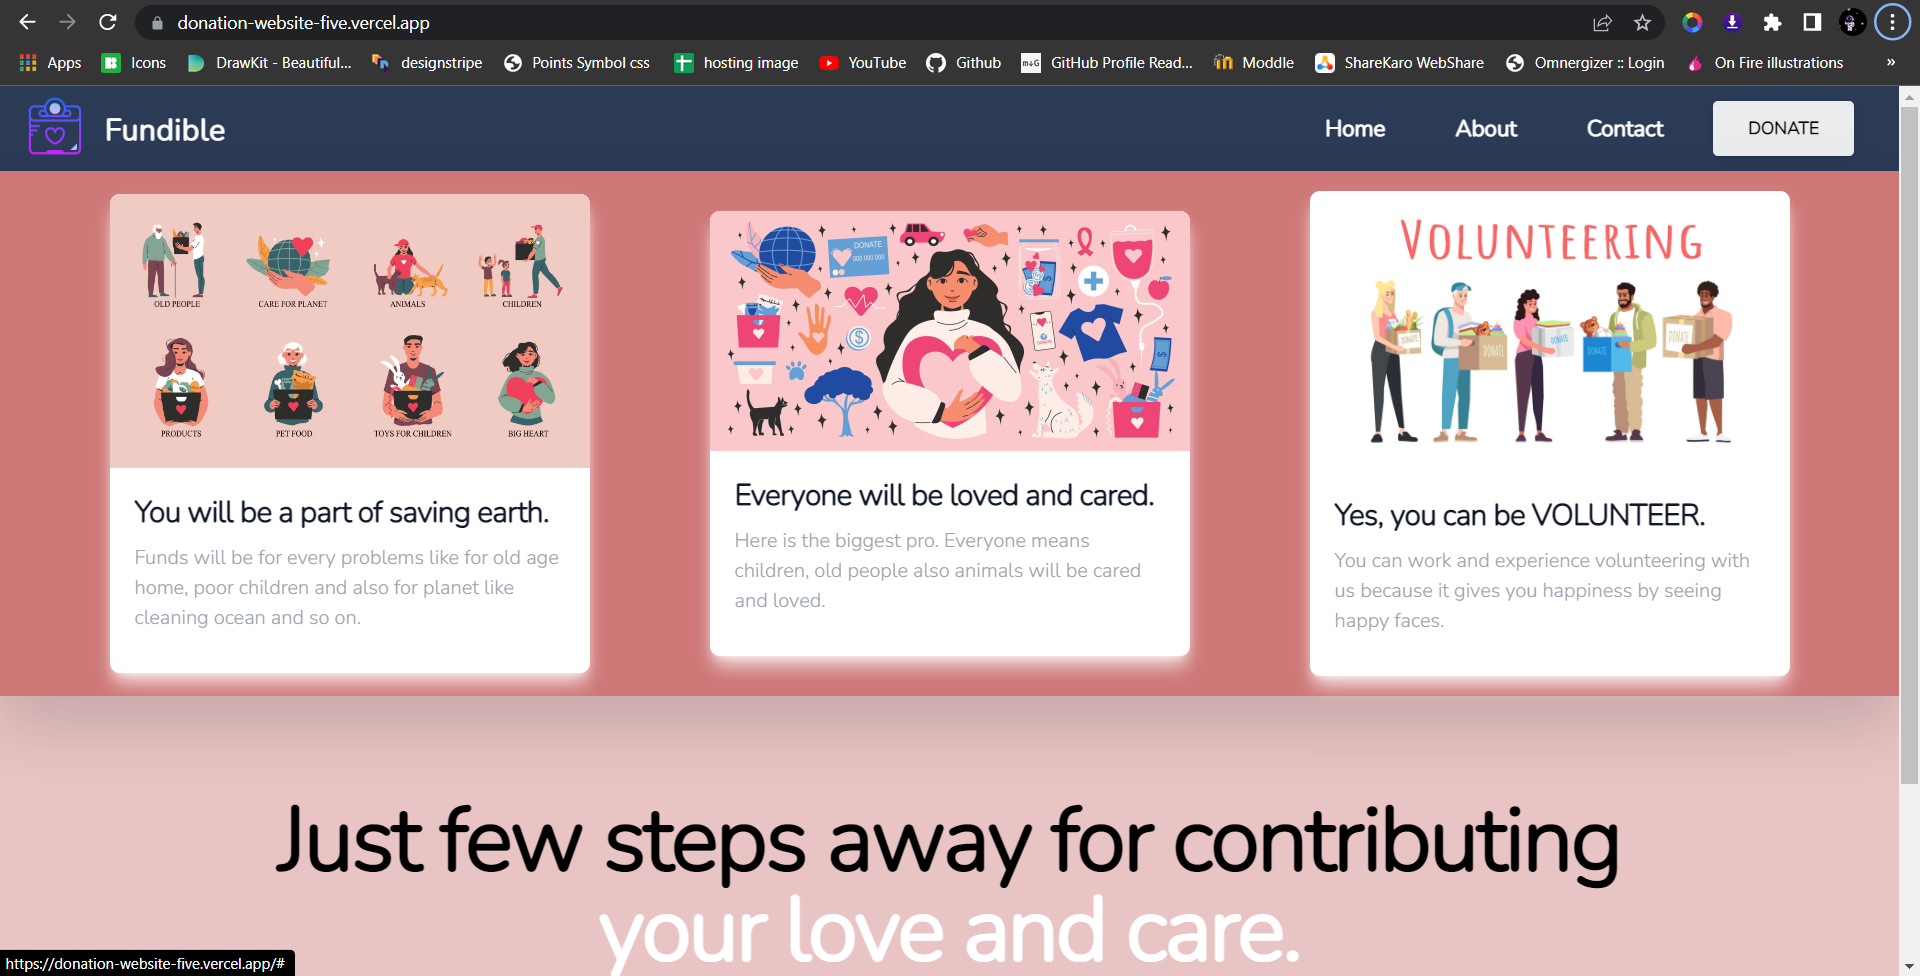 donation-website-five.vercel.app
Apps Icons DrawKit - Beautiful... designstripe Points Symbol css hosting image YouTube Github GitHub Profile Read... Moddle ShareKaro WebShare Omnergizer :: Login On Fire illustrations »
Fundible Home About Contact DONATE
OLD PEOPLE CARE FOR PLANET ANIMALS CHILDREN
PRODUCTS PET FOOD TOYS FOR CHILDREN BIG HEART
You will be a part of saving earth.
Funds will be for every problems like for old age
home, poor children and also for planet like
cleaning ocean and so on.
DONATE
000 000 000
Everyone will be loved and cared.
Here is the biggest pro. Everyone means
children, old people also animals will be cared
and loved.
VOLUNTEERING
DONATE DONATE DONATE DONATE DONATE
Yes, you can be VOLUNTEER.
You can work and experience volunteering with
us because it gives you happiness by seeing
happy faces.
Just few steps away for contributing
your love and care.
https://donation-website-five.vercel.app/#